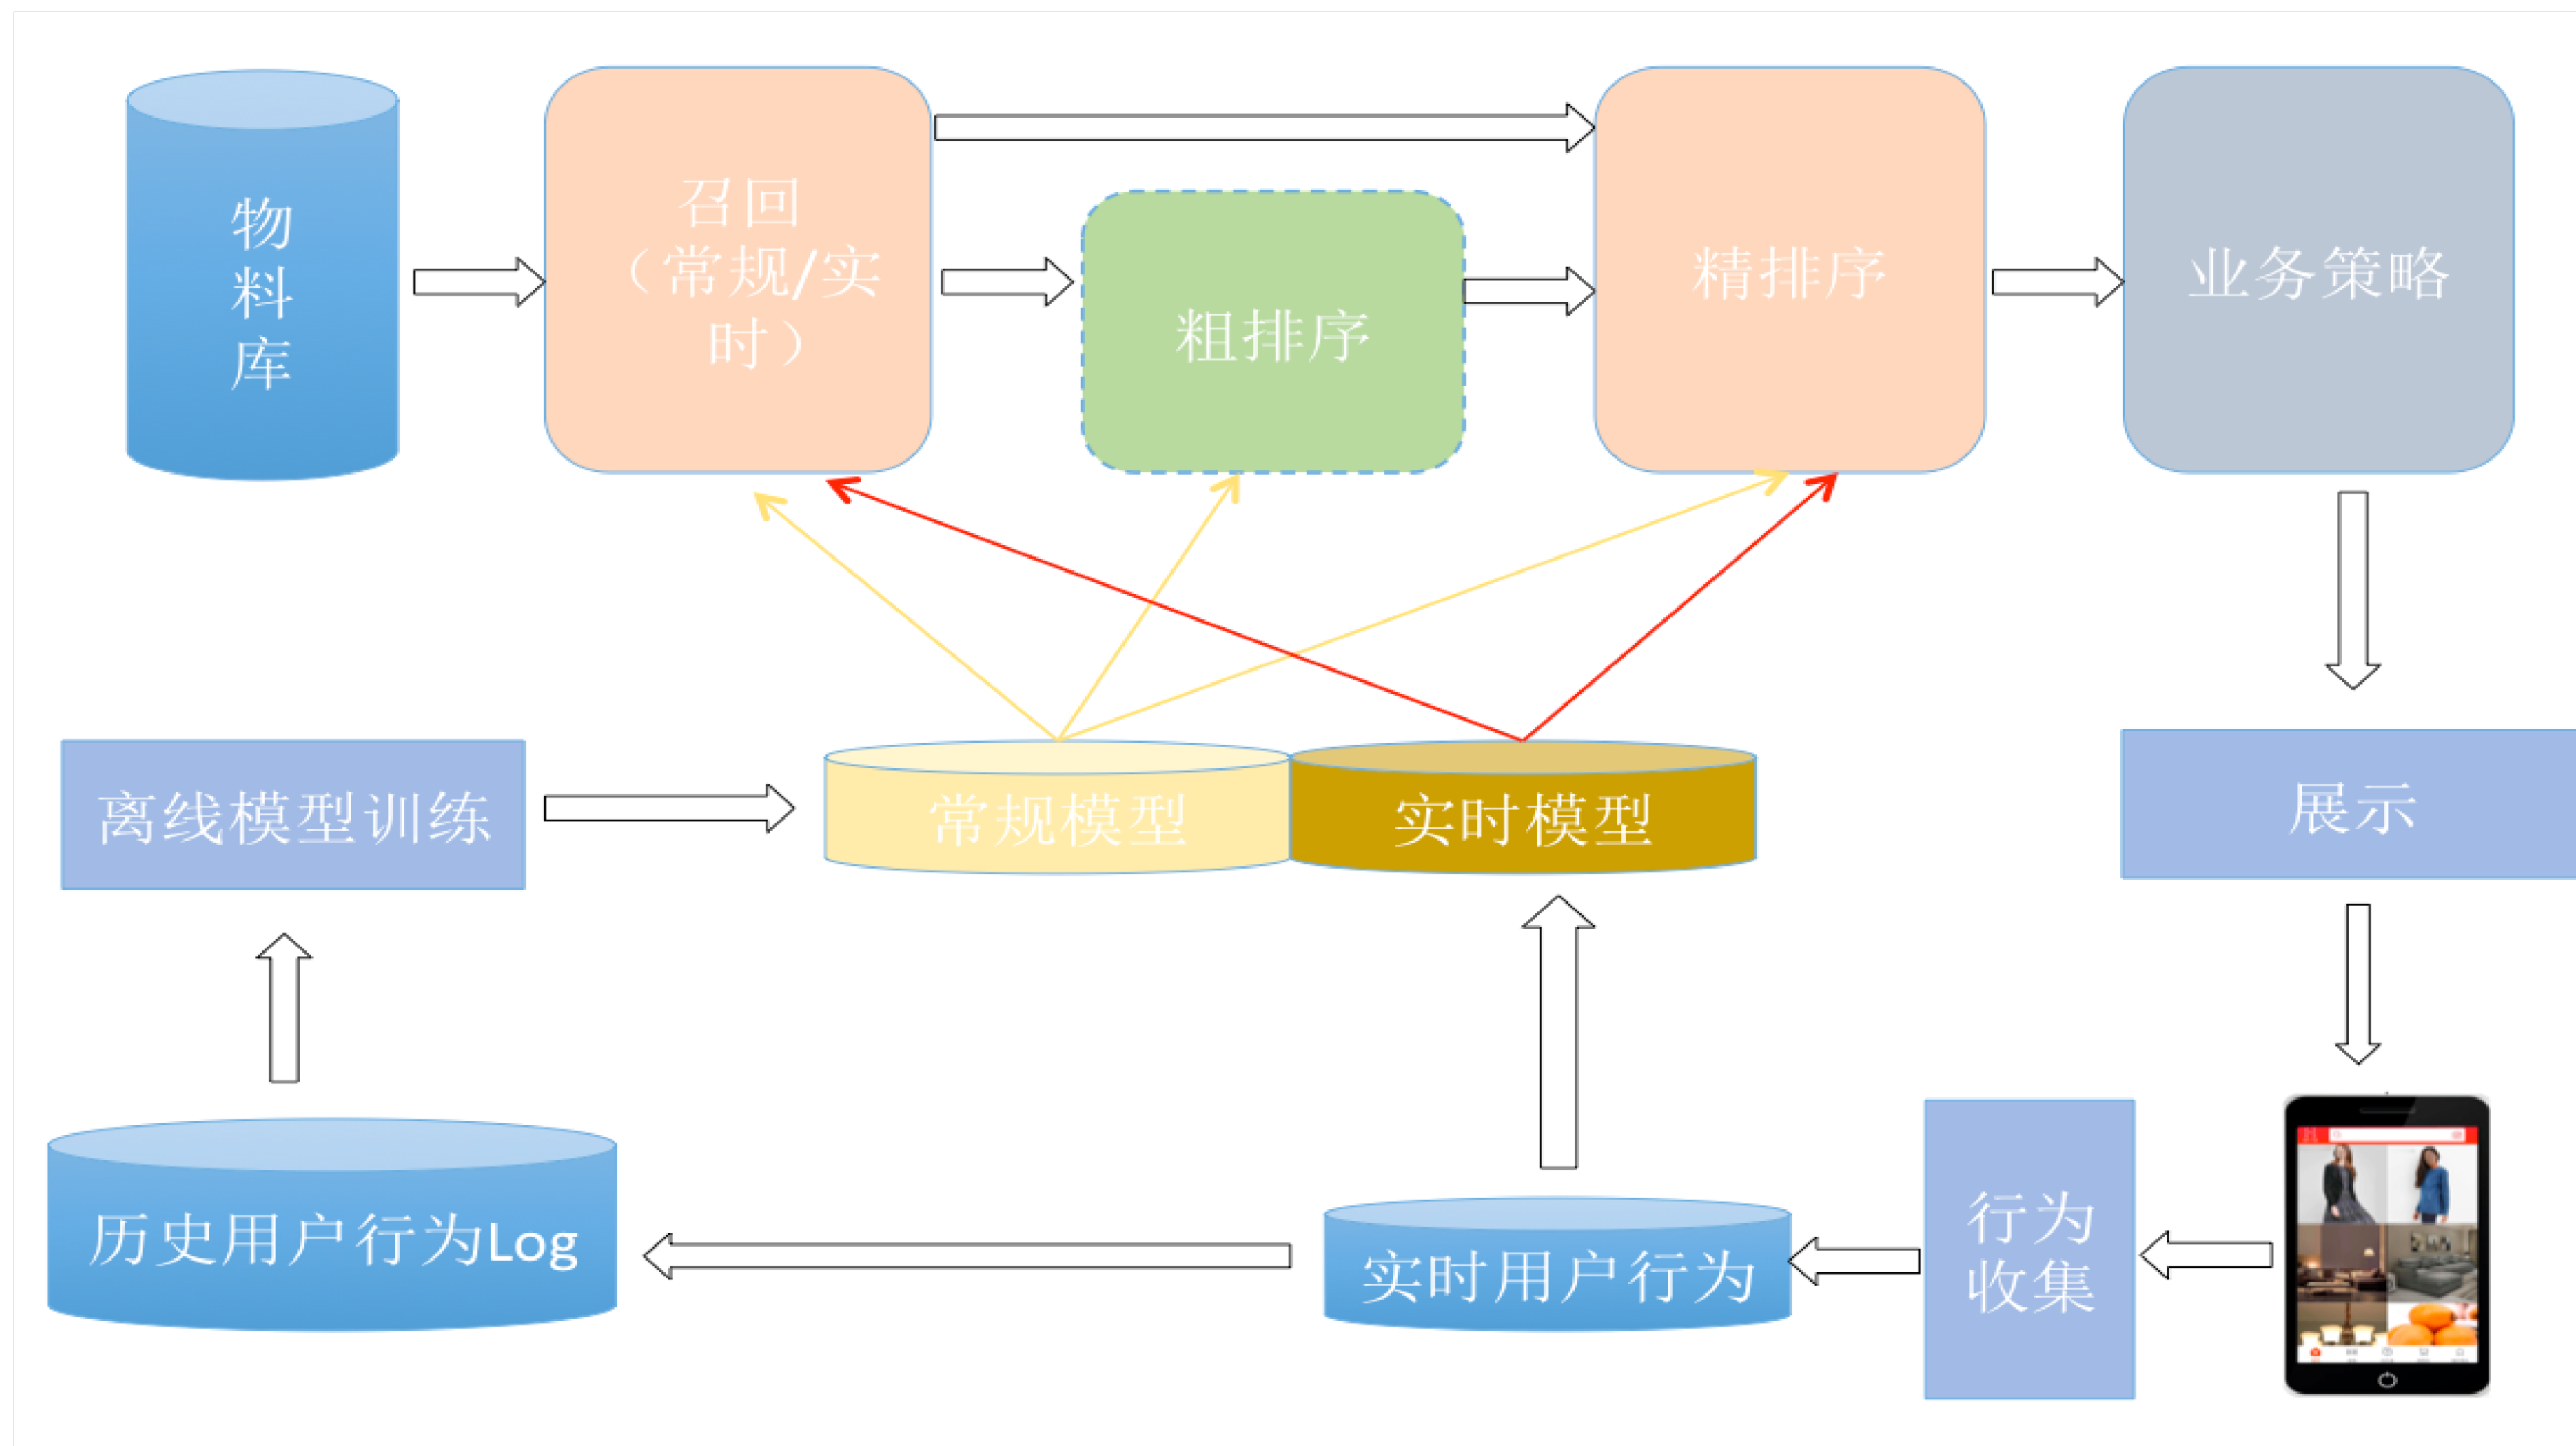 物
料
库
召回
（常规/实
时）
粗排序
精排序
业务策略
离线模型训练
常规模型
实时模型
展示
历史用户行为Log
实时用户行为
行为
收集